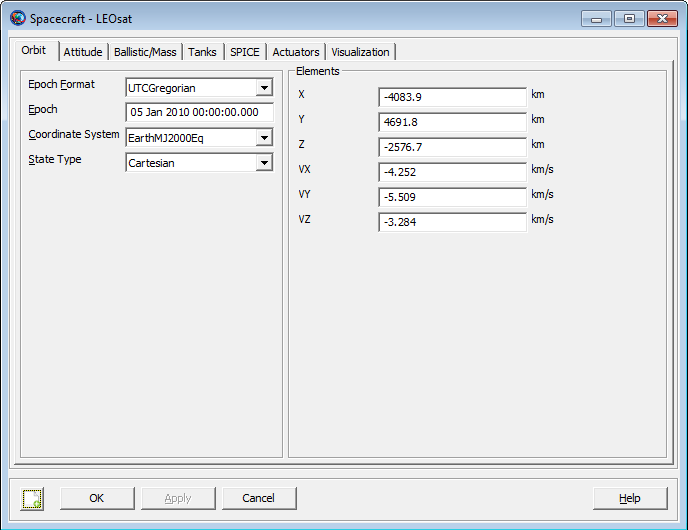 Spacecraft - LEOsat
Orbit Attitude Ballistic/Mass Tanks SPICE Actuators Visualization
Epoch Format UTCGregorian
Epoch 05 Jan 2010 00:00:00.000
Coordinate System EarthMJ2000Eq
State Type Cartesian
Elements
X -4083.9 km
Y 4691.8 km
Z -2576.7 km
VX -4.252 km/s
VY -5.509 km/s
VZ -3.284 km/s
OK Apply Cancel Help